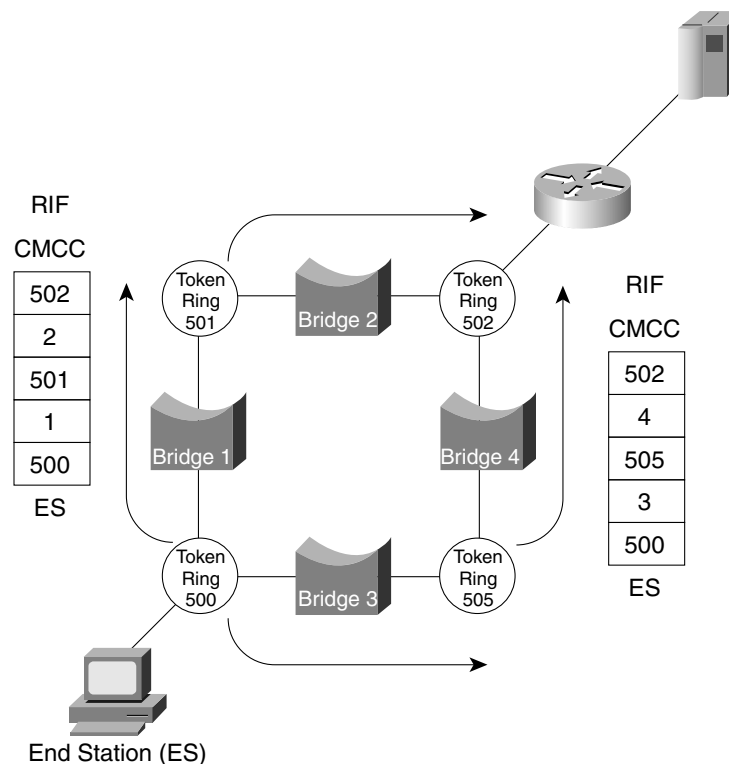 RIF
CMCC
502
2
501
1
500
ES
Token
Ring
501
Bridge 2
Token
Ring
502
Bridge 1
Bridge 4
Token
Ring
500
Bridge 3
Token
Ring
505
RIF
CMCC
502
4
505
3
500
ES
End Station (ES)